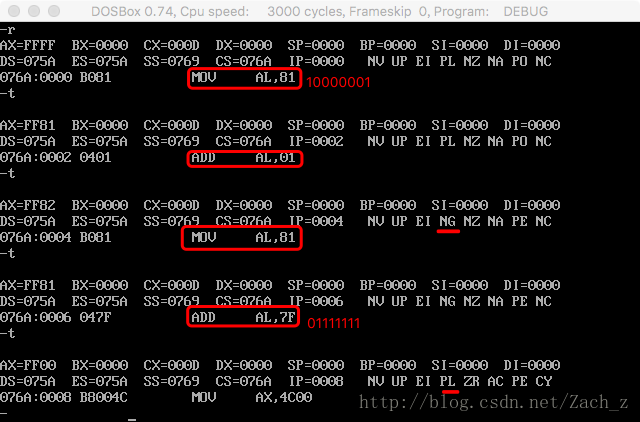 DOSBox 0.74, Cpu speed: 3000 cycles, Frameskip 0, Program: DEBUG
-r
AX=FFFF BX=0000 CX=000D DX=0000 SP=0000 BP=0000 SI=0000 DI=0000
DS=075A ES=075A SS=0769 CS=076A IP=0000 NV UP EI PL NZ NA PO NC
076A:0000 B081 MOV AL,81 10000001
-t
AX=FF81 BX=0000 CX=000D DX=0000 SP=0000 BP=0000 SI=0000 DI=0000
DS=075A ES=075A SS=0769 CS=076A IP=0002 NV UP EI PL NZ NA PO NC
076A:0002 0401 ADD AL,01
-t
AX=FF82 BX=0000 CX=000D DX=0000 SP=0000 BP=0000 SI=0000 DI=0000
DS=075A ES=075A SS=0769 CS=076A IP=0004 NV UP EI NG NZ NA PE NC
076A:0004 B081 MOV AL,81
-t
AX=FF81 BX=0000 CX=000D DX=0000 SP=0000 BP=0000 SI=0000 DI=0000
DS=075A ES=075A SS=0769 CS=076A IP=0006 NV UP EI NG NZ NA PE NC
076A:0006 047F ADD AL,7F 01111111
-t
AX=FF00 BX=0000 CX=000D DX=0000 SP=0000 BP=0000 SI=0000 DI=0000
DS=075A ES=075A SS=0769 CS=076A IP=0008 NV UP EI PL ZR AC PE CY
076A:0008 B8004C MOV AX,4C00
-
http://blog.csdn.net/Zach_z